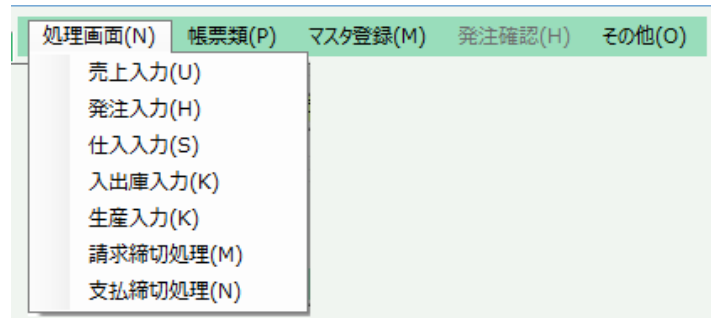 処理画面(N) 帳票類(P) マスタ登録(M) 発注確認(H) その他(O)
売上入力(U)
発注入力(H)
仕入入力(S)
入出庫入力(K)
生産入力(K)
請求締切処理(M)
支払締切処理(N)